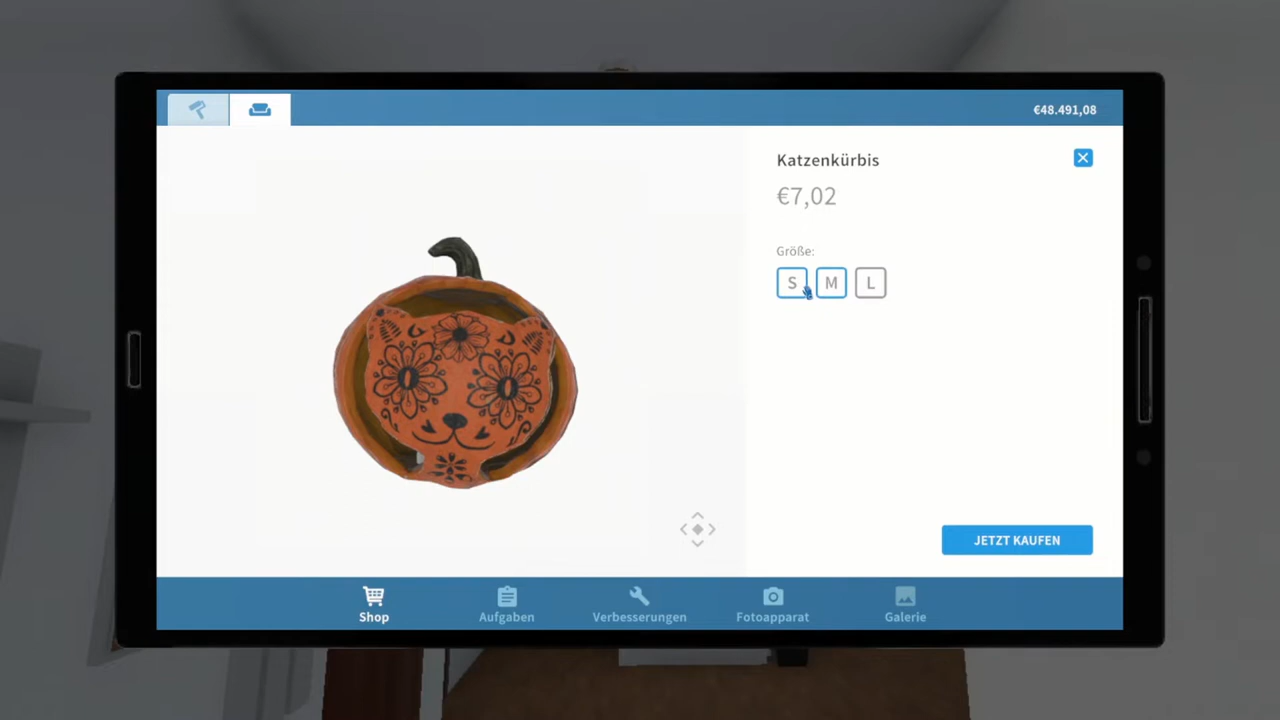 €48.491,08
Katzenkürbis
€7,02
Größe:
S M L
JETZT KAUFEN
Shop Aufgaben Verbesserungen Fotoapparat Galerie